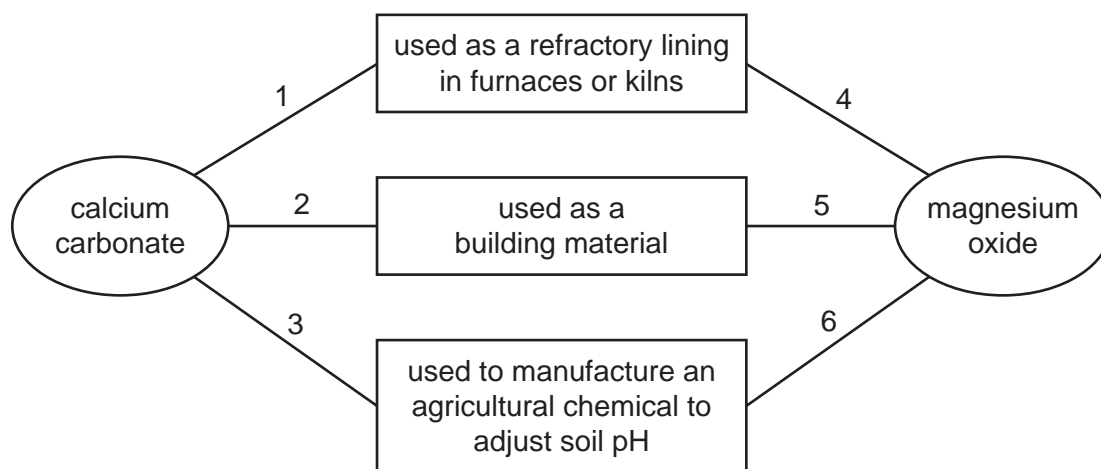 used as a refractory lining
in furnaces or kilns
1
4
calcium
carbonate
2
used as a
building material
5
magnesium
oxide
3
6
used to manufacture an
agricultural chemical to
adjust soil pH